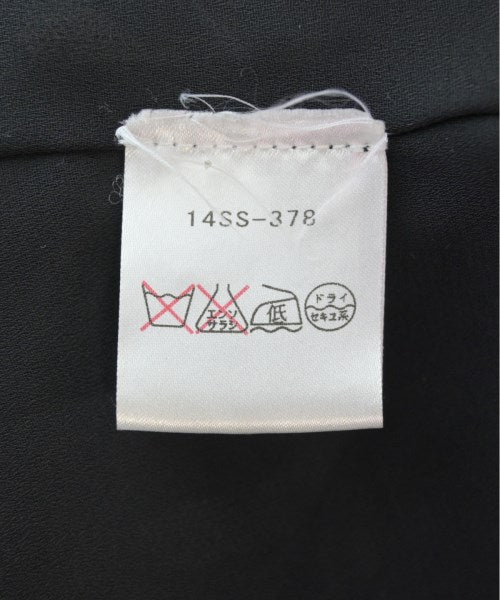 14SS-378
エンソ
サラシ
低
ドライ
セキユ系